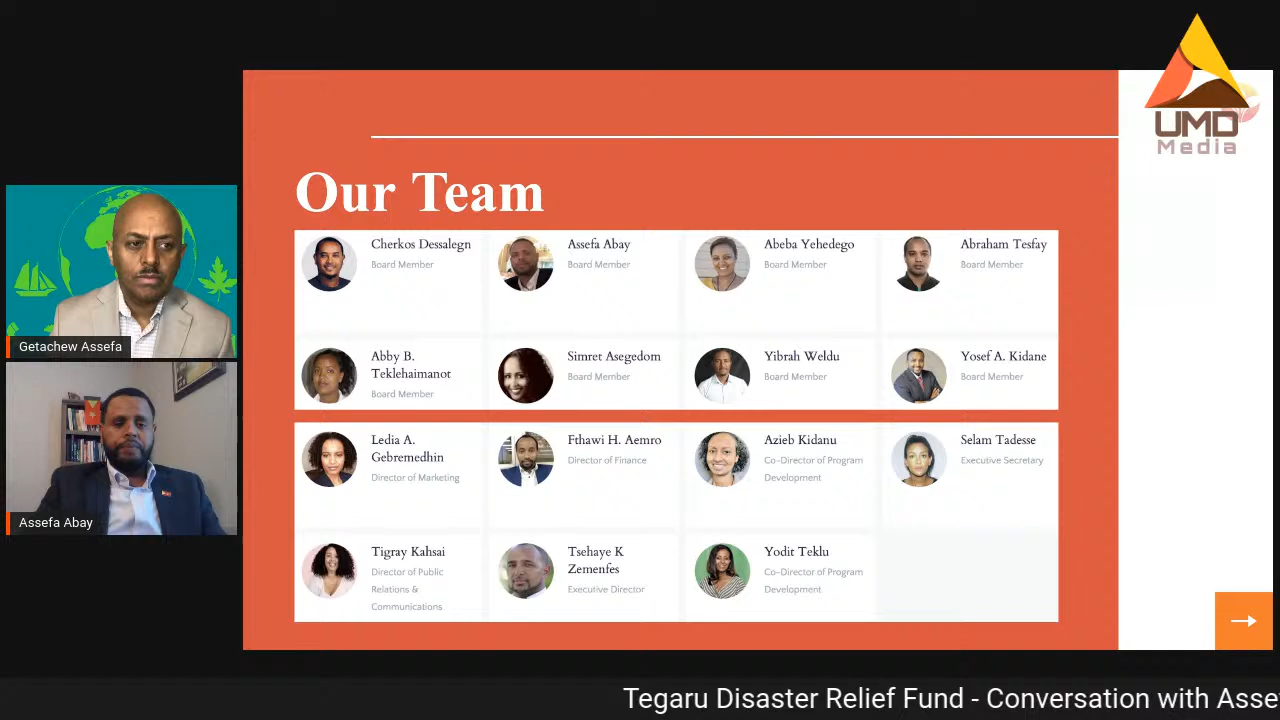 UMD
Media
Our Team
Cherkos Dessalegn
Board Member
Assefa Abay
Board Member
Abeba Yehedego
Board Member
Abraham Tesfay
Board Member
Abby B.
Teklehaimanot
Board Member
Simret Asegedom
Board Member
Yibrah Weldu
Board Member
Yosef A. Kidane
Board Member
Ledia A.
Gebremedhin
Director of Marketing
Fthawi H. Aemro
Director of Finance
Azieb Kidanu
Co-Director of Program
Development
Selam Tadesse
Executive Secretary
Tigray Kahsai
Director of Public
Relations &
Communications
Tsehaye K
Zemenfes
Executive Director
Yodit Teklu
Co-Director of Program
Development
Getachew Assefa
Assefa Abay
Tegaru Disaster Relief Fund - Conversation with Asse